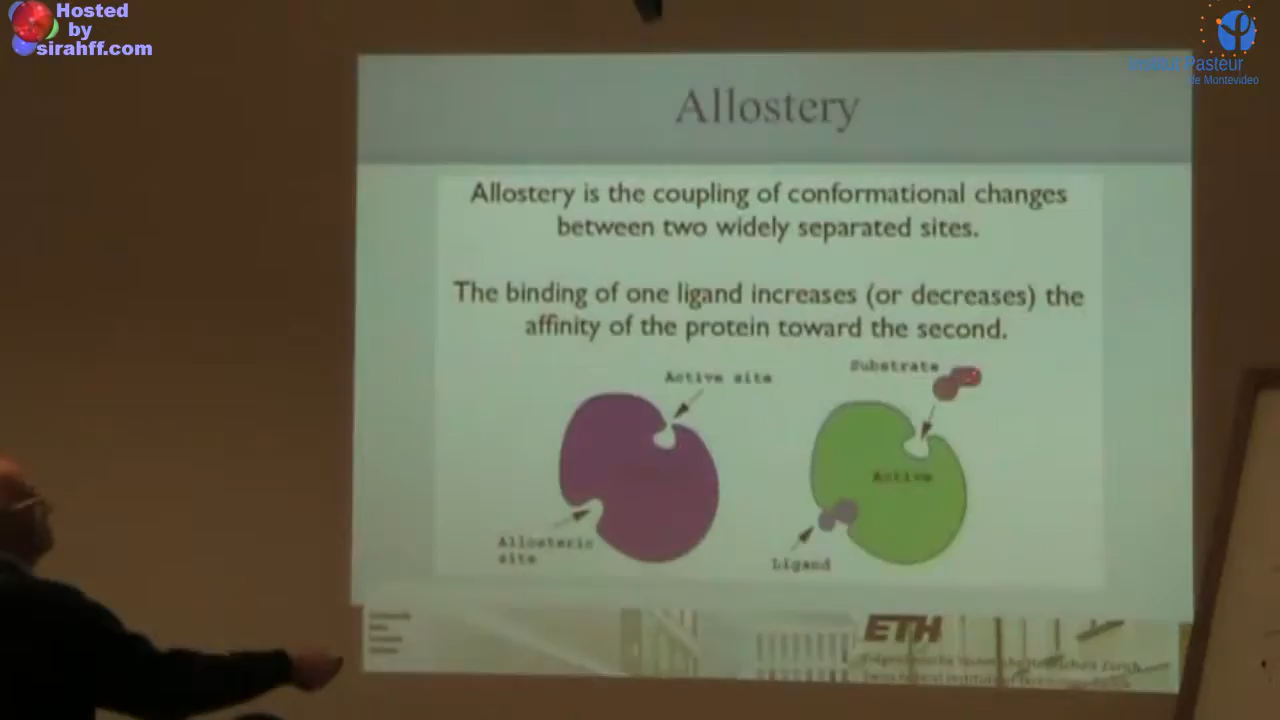 Hosted
by
sirahff.com
Institut Pasteur
de Montevideo
Allostery
Allostery is the coupling of conformational changes
between two widely separated sites.
The binding of one ligand increases (or decreases) the
affinity of the protein toward the second.
Substrate
Active site
Active
Allosteric
site
Ligand
ETH